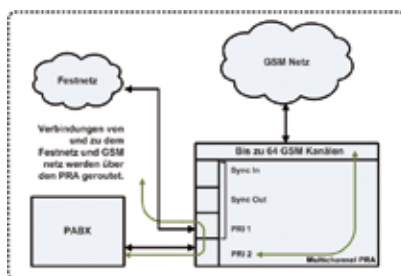 Festnetz
GSM Netz
Verbindungen von
und zu dem
Festnetz und GSM
netz werden über
den PRA geroutet.
Bis zu 64 GSM Kanälen
Sync In
Sync Out
PRI 1
PRI 2
PABX
Multichannel PRA